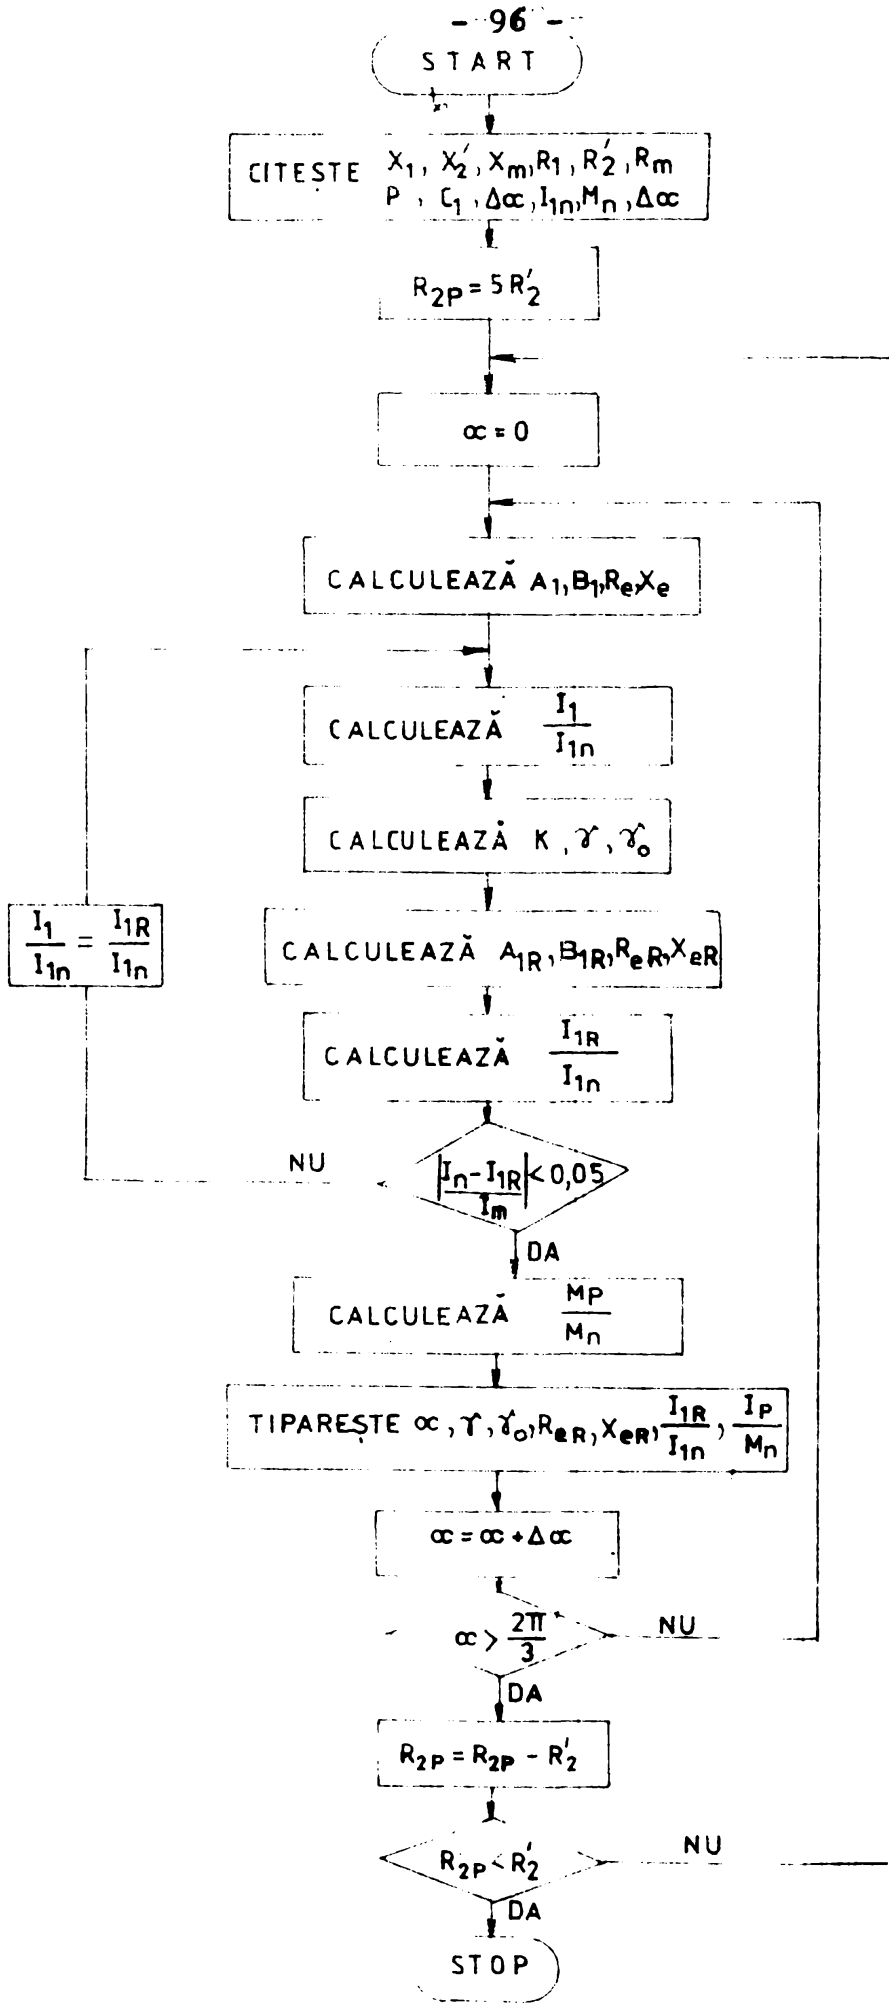 - 96 -
START
CITEȘTE X₁, X₂', Xₘ, R₁, R₂', Rₘ
P, C₁, Δα, I₁ₙ, Mₙ, Δα
R₂P = 5R₂'
α = 0
CALCULEAZĂ A₁, B₁, Rₑ, Xₑ
CALCULEAZĂ I₁/I₁ₙ
CALCULEAZĂ K, γ, γ₀
I₁/I₁ₙ = I₁R/I₁ₙ
CALCULEAZĂ A₁R, B₁R, RₑR, XₑR
CALCULEAZĂ I₁R/I₁ₙ
NU
|Iₙ - I₁R / Iₘ| < 0,05
DA
CALCULEAZĂ MP/Mₙ
TIPAREȘTE α, γ, γ₀, RₑR, XₑR, I₁R/I₁ₙ, IP/Mₙ
α = α + Δα
α > 2π/3
NU
DA
R₂P = R₂P - R₂'
R₂P < R₂'
NU
DA
STOP